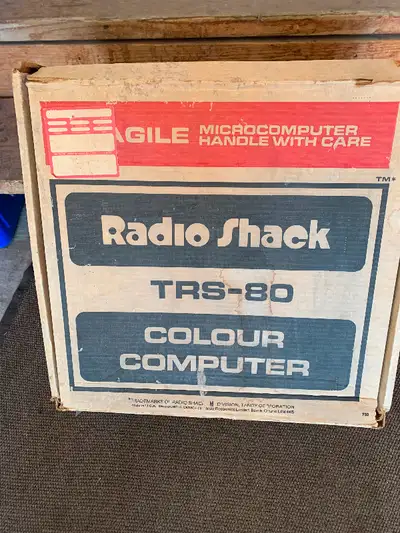 AGILE MICROCOMPUTER
HANDLE WITH CARE
TM*
Radio Shack
TRS-80
COLOUR
COMPUTER